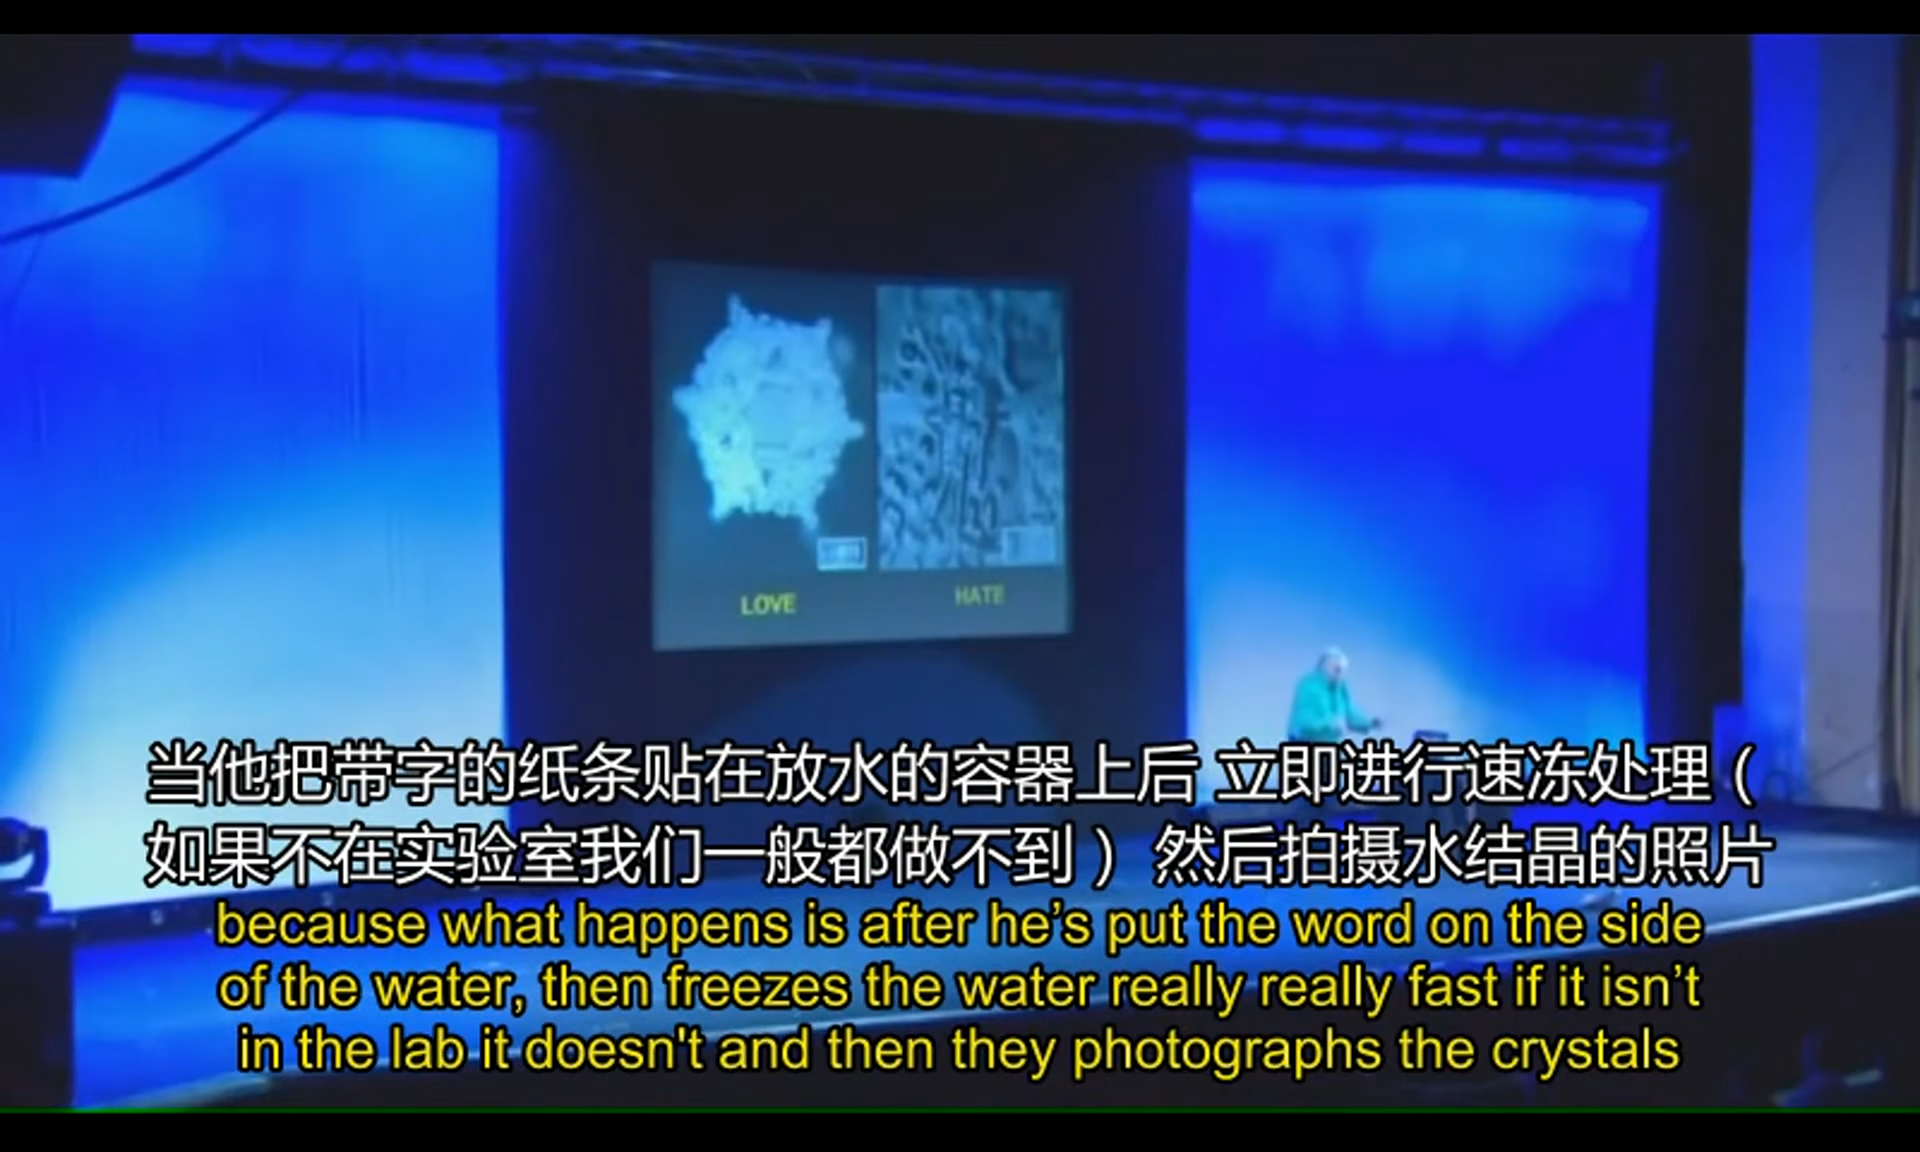 LOVE
HATE
当他把带字的纸条贴在放水的容器上后 立即进行速冻处理（
如果不在实验室我们一般都做不到） 然后拍摄水结晶的照片
because what happens is after he’s put the word on the side
of the water, then freezes the water really really fast if it isn’t
in the lab it doesn't and then they photographs the crystals